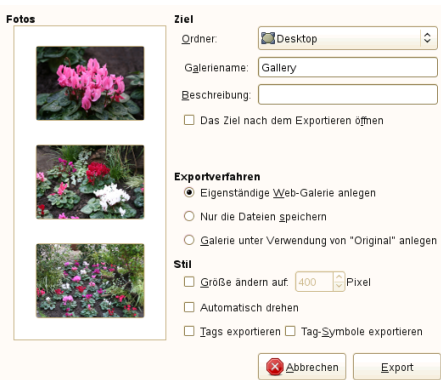 Fotos
Ziel
Ordner: Desktop
Galeriename: Gallery
Beschreibung:
Das Ziel nach dem Exportieren öffnen
Exportverfahren
Eigenständige Web-Galerie anlegen
Nur die Dateien speichern
Galerie unter Verwendung von "Original" anlegen
Stil
Größe ändern auf: 400 Pixel
Automatisch drehen
Tags exportieren Tag-Symbole exportieren
Abbrechen Export